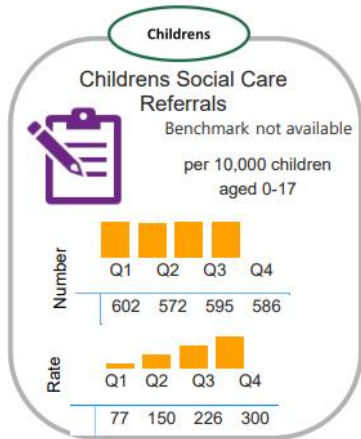 Childrens
Childrens Social Care
Referrals
Benchmark not available
per 10,000 children
aged 0-17
Number
Q1 Q2 Q3 Q4
602 572 595 586
Rate
Q1 Q2 Q3 Q4
77 150 226 300